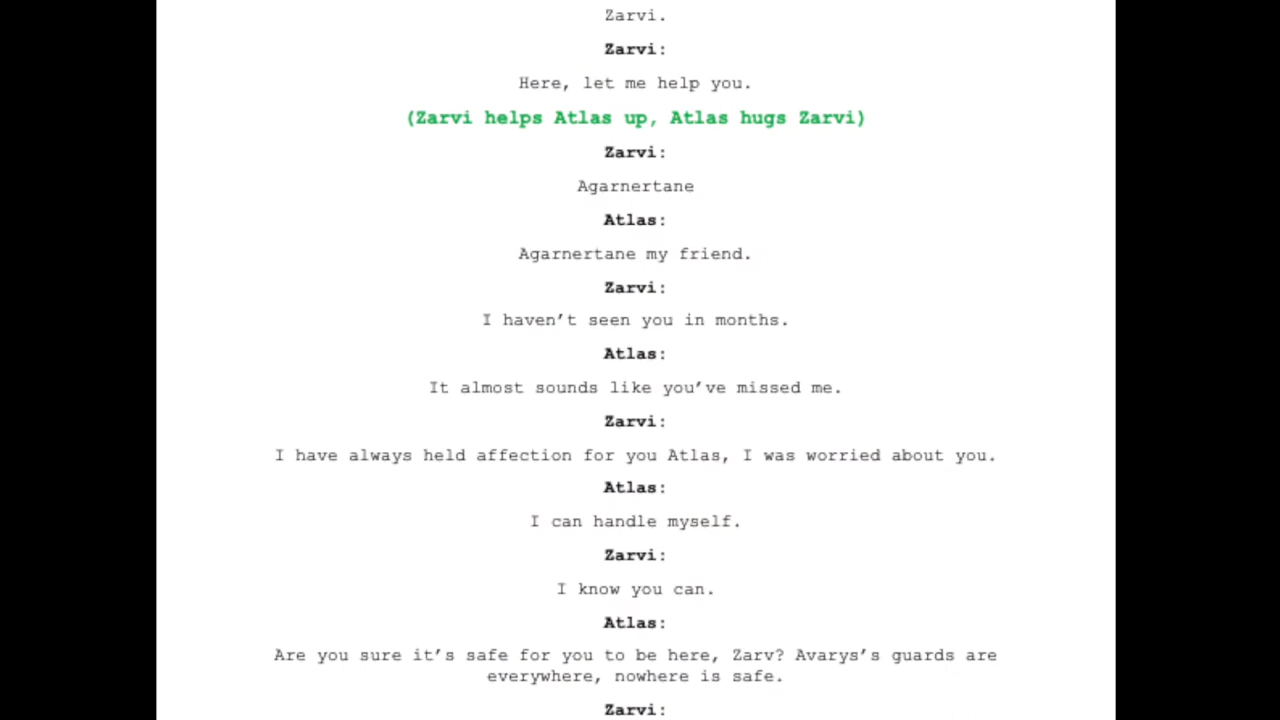 Zarvi.
Zarvi:
Here, let me help you.
(Zarvi helps Atlas up, Atlas hugs Zarvi)
Zarvi:
Agarnertane
Atlas:
Agarnertane my friend.
Zarvi:
I haven’t seen you in months.
Atlas:
It almost sounds like you’ve missed me.
Zarvi:
I have always held affection for you Atlas, I was worried about you.
Atlas:
I can handle myself.
Zarvi:
I know you can.
Atlas:
Are you sure it’s safe for you to be here, Zarv? Avarys’s guards are
everywhere, nowhere is safe.
Zarvi: